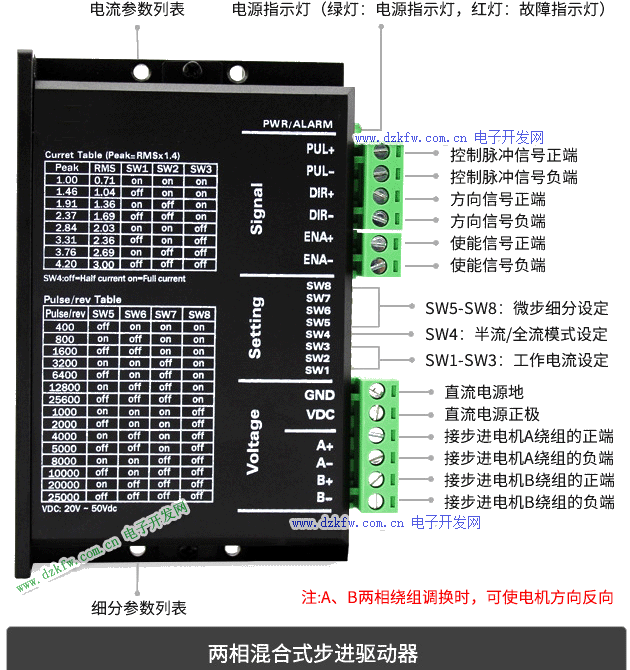 电流参数列表
电源指示灯（绿灯：电源指示灯，红灯：故障指示灯）
PWR/ALARM
www.dzkfw.com.cn 电子开发网
Curret Table (Peak=RMSx1.4)
Peak RMS SW1 SW2 SW3
1.00 0.71 on on on
1.46 1.04 off on on
1.91 1.36 on off on
2.37 1.69 off off on
2.84 2.03 on on off
3.31 2.36 off on off
3.76 2.69 on off off
4.20 3.00 off off off
SW4:off=Half current on=Full current
Signal
PUL+ 控制脉冲信号正端
PUL- 控制脉冲信号负端
DIR+ 方向信号正端
DIR- 方向信号负端
ENA+ 使能信号正端
ENA- 使能信号负端
Pulse/rev Table
Pulse/rev SW5 SW6 SW7 SW8
400 off on on on
800 on off on on
1600 off off on on
3200 on on off on
6400 off on off on
12800 on off off on
25600 off off off on
1000 on on on off
2000 off on on off
4000 on off on off
5000 off off on off
8000 on on off off
10000 off on off off
20000 on off off off
25000 off off off off
VDC: 20V ~ 50Vdc
Setting
SW8
SW7
SW6
SW5
SW4
SW3
SW2
SW1
SW5-SW8：微步细分设定
SW4：半流/全流模式设定
SW1-SW3：工作电流设定
Voltage
GND 直流电源地
VDC 直流电源正极
A+ 接步进电机A绕组的正端
A- 接步进电机A绕组的负端
B+ 接步进电机B绕组的正端
B- 接步进电机B绕组的负端
www.dzkfw.com.cn 电子开发网
www.dzkfw.com.cn 电子开发网
细分参数列表
注:A、B两相绕组调换时，可使电机方向反向
两相混合式步进驱动器